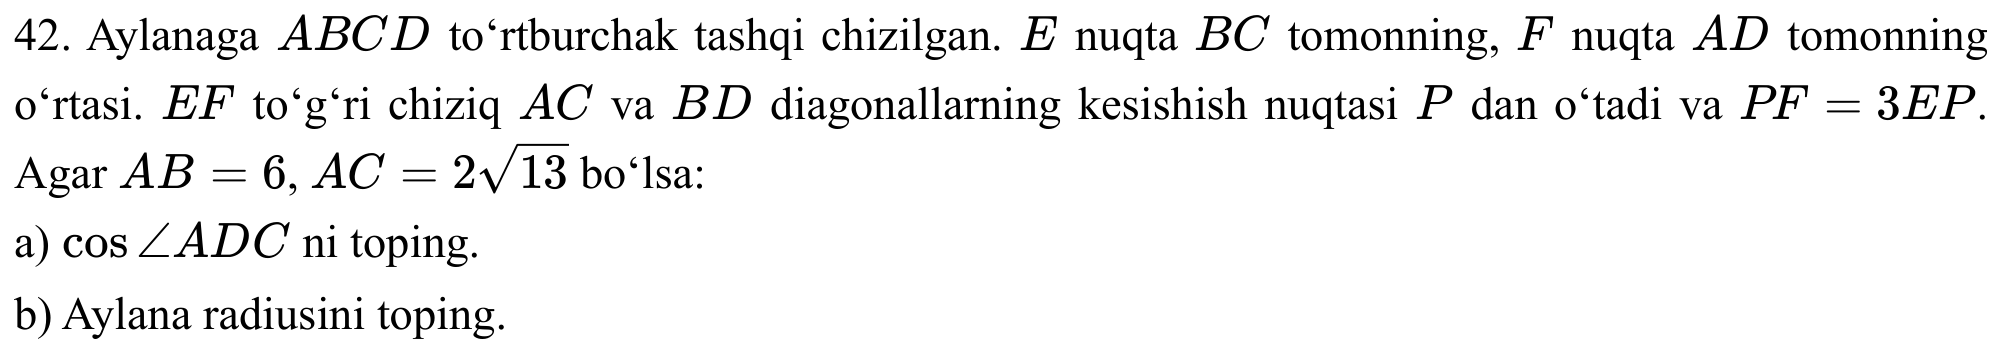 42. Aylanaga $ABCD$ to‘rtburchak tashqi chizilgan. $E$ nuqta $BC$ tomonning, $F$ nuqta $AD$ tomonning
o‘rtasi. $EF$ to‘g‘ri chiziq $AC$ va $BD$ diagonallarning kesishish nuqtasi $P$ dan o‘tadi va $PF = 3EP$.
Agar $AB = 6$, $AC = 2\sqrt{13}$ bo‘lsa:
a) $\cos \angle ADC$ ni toping.
b) Aylana radiusini toping.